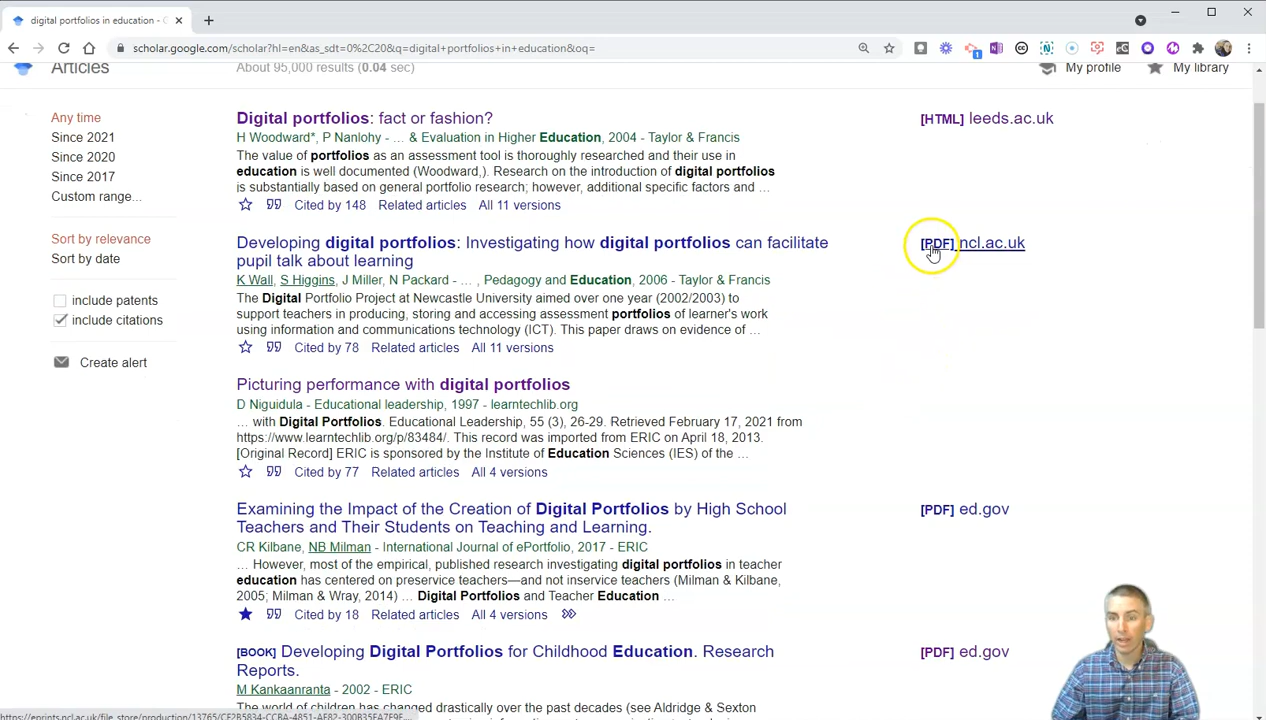 digital portfolios in education -
scholar.google.com/scholar?hl=en&as_sdt=0%2C20&q=digital+portfolios+in+education&oq=
Articles
About 95,000 results (0.04 sec)
My profile
My library
Any time
Since 2021
Since 2020
Since 2017
Custom range...
Sort by relevance
Sort by date
include patents
include citations
Create alert
Digital portfolios: fact or fashion?
[HTML] leeds.ac.uk
H Woodward*, P Nanlohy - ... & Evaluation in Higher Education, 2004 - Taylor & Francis
The value of portfolios as an assessment tool is thoroughly researched and their use in
education is well documented (Woodward,). Research on the introduction of digital portfolios
is substantially based on general portfolio research; however, additional specific factors and ...
Cited by 148 Related articles All 11 versions
Developing digital portfolios: Investigating how digital portfolios can facilitate
pupil talk about learning
[PDF] ncl.ac.uk
K Wall, S Higgins, J Miller, N Packard - ... , Pedagogy and Education, 2006 - Taylor & Francis
The Digital Portfolio Project at Newcastle University aimed over one year (2002/2003) to
support teachers in producing, storing and accessing assessment portfolios of learner's work
using information and communications technology (ICT). This paper draws on evidence of ...
Cited by 78 Related articles All 11 versions
Picturing performance with digital portfolios
D Niguidula - Educational leadership, 1997 - learntechlib.org
... with Digital Portfolios. Educational Leadership, 55 (3), 26-29. Retrieved February 17, 2021 from
https://www.learntechlib.org/p/83484/. This record was imported from ERIC on April 18, 2013.
[Original Record] ERIC is sponsored by the Institute of Education Sciences (IES) of the ...
Cited by 77 Related articles All 4 versions
Examining the Impact of the Creation of Digital Portfolios by High School
Teachers and Their Students on Teaching and Learning.
[PDF] ed.gov
CR Kilbane, NB Milman - International Journal of ePortfolio, 2017 - ERIC
... However, most of the empirical, published research investigating digital portfolios in teacher
education has centered on preservice teachers—and not inservice teachers (Milman & Kilbane,
2005; Milman & Wray, 2014) ... Digital Portfolios and Teacher Education ...
Cited by 18 Related articles All 4 versions
[BOOK] Developing Digital Portfolios for Childhood Education. Research
Reports.
[PDF] ed.gov
M Kankaanranta - 2002 - ERIC
The world of children has changed drastically over the past decades (see Aldridge & Sexton